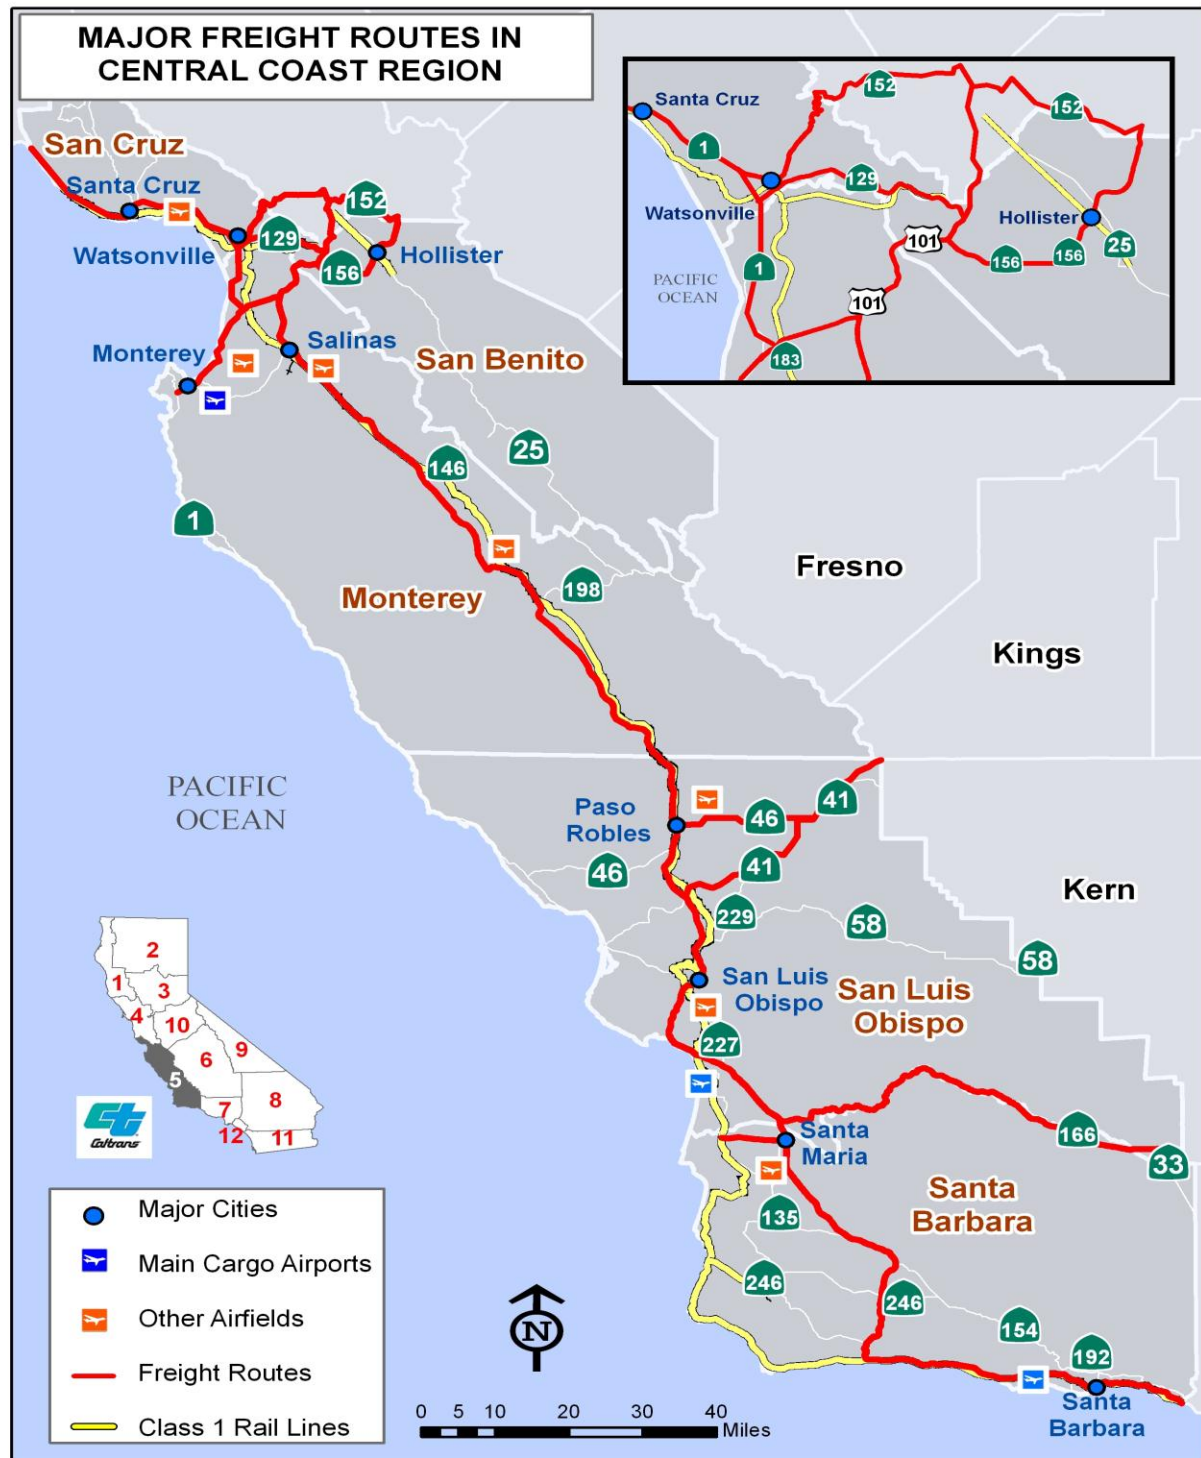 MAJOR FREIGHT ROUTES IN
CENTRAL COAST REGION
San Cruz
Santa Cruz
152
129
Watsonville
156
Hollister
Monterey
Salinas
San Benito
25
146
1
198
Monterey
Fresno
Kings
PACIFIC
OCEAN
Paso
Robles
46
41
46
41
Kern
229
58
58
San Luis
Obispo
San Luis
Obispo
227
Santa
Maria
166
33
Santa
Barbara
135
246
246
154
192
Santa
Barbara
Santa Cruz
152
152
1
129
Watsonville
Hollister
101
25
1
156
156
PACIFIC
OCEAN
101
183
2
1
3
4
10
9
6
5
8
7
12
11
Ct
Caltrans
Major Cities
Main Cargo Airports
Other Airfields
Freight Routes
Class 1 Rail Lines
N
0 5 10 20 30 40
Miles